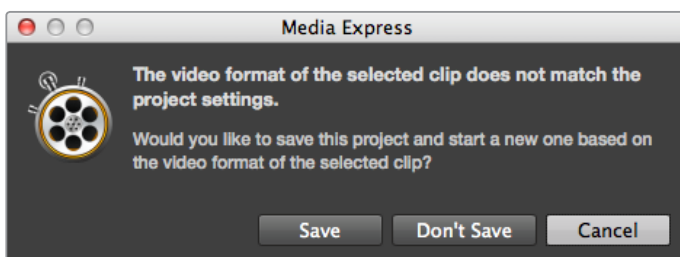 Media Express
The video format of the selected clip does not match the
project settings.
Would you like to save this project and start a new one based on
the video format of the selected clip?
Save Don't Save Cancel